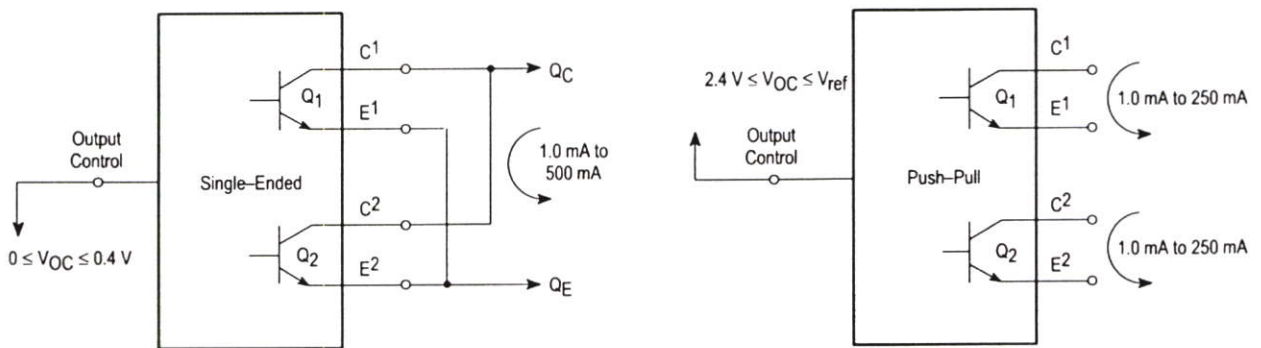 C1
Q1
E1
QC
Output
Control
Single–Ended
1.0 mA to
500 mA
C2
Q2
E2
QE
0 ≤ VOC ≤ 0.4 V
2.4 V ≤ VOC ≤ Vref
Output
Control
Push–Pull
C1
Q1
E1
1.0 mA to 250 mA
C2
Q2
E2
1.0 mA to 250 mA